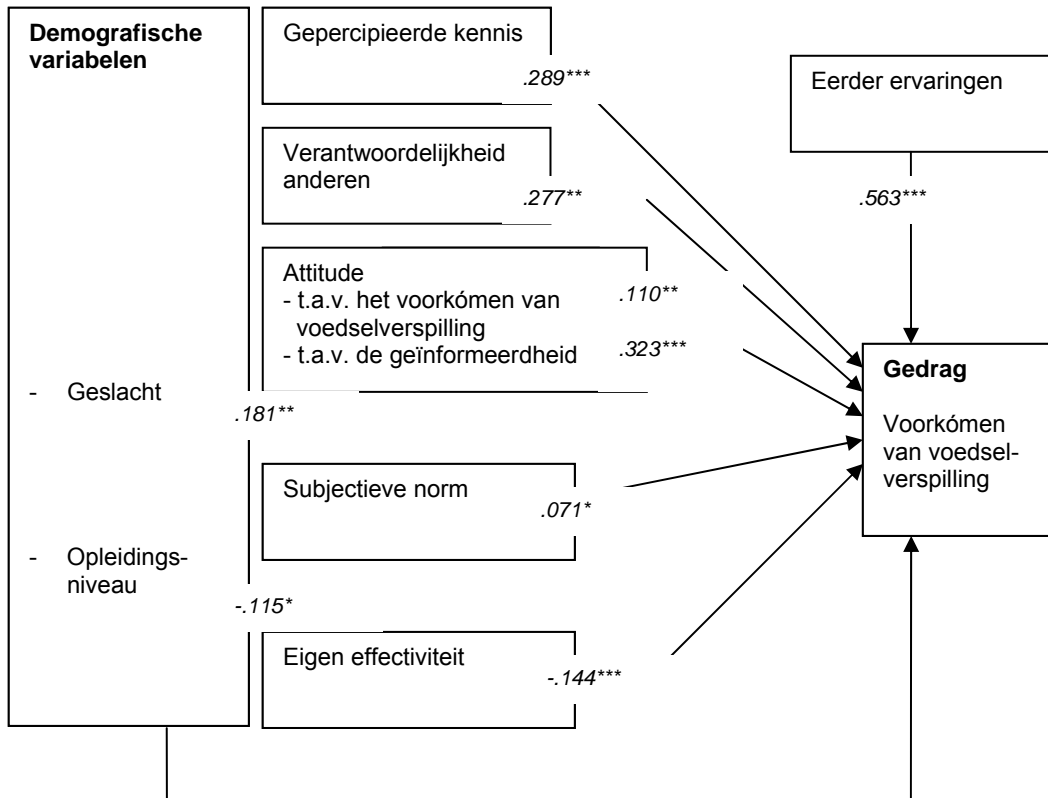 Demografische
variabelen
- Geslacht
.181**
- Opleidings-
niveau
-.115*
Gepercipieerde kennis
.289***
Verantwoordelijkheid
anderen
.277**
Attitude
- t.a.v. het voorkómen van
voedselverspilling
.110**
- t.a.v. de geïnformeerdheid
.323***
Subjectieve norm
.071*
Eigen effectiviteit
-.144***
Eerder ervaringen
.563***
Gedrag
Voorkómen
van voedsel-
verspilling